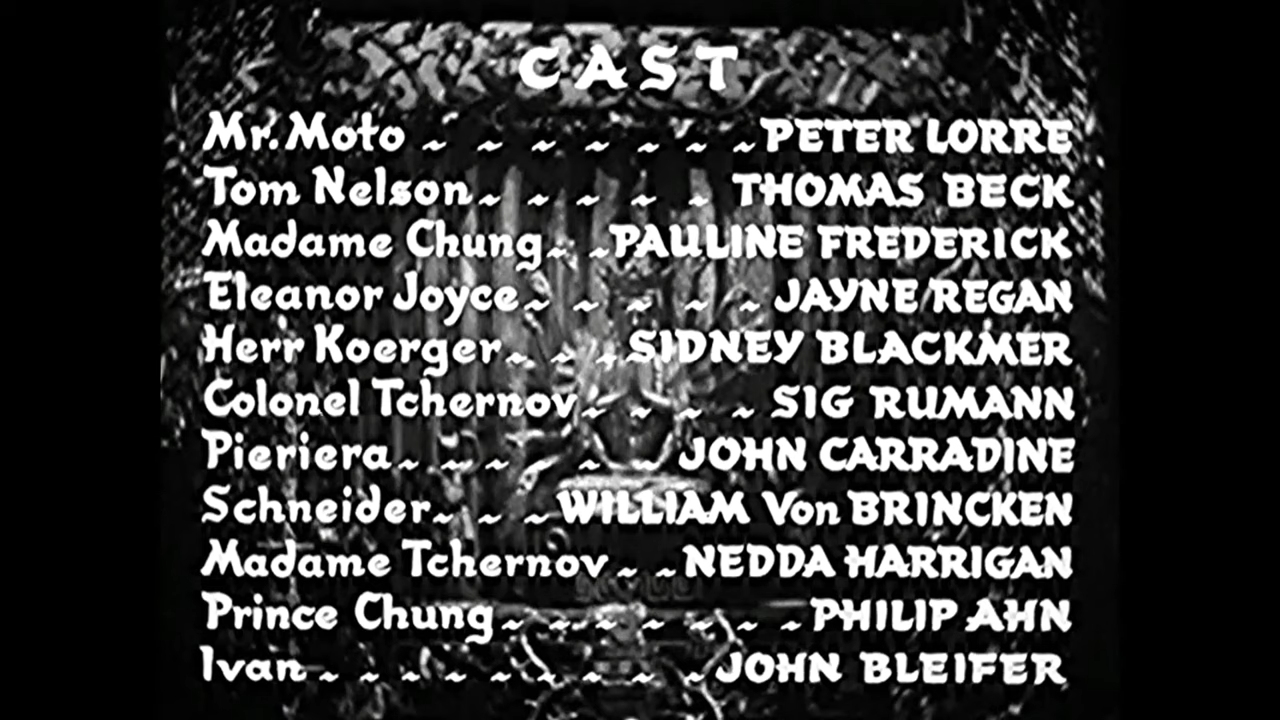 CAST
Mr. Moto ~ ~ ~ ~ ~ ~ ~ PETER LORRE
Tom Nelson ~ ~ ~ ~ ~ THOMAS BECK
Madame Chung ~ ~ PAULINE FREDERICK
Eleanor Joyce ~ ~ ~ ~ ~ JAYNE REGAN
Herr Koerger ~ ~ ~ SIDNEY BLACKMER
Colonel Tchernov ~ ~ ~ ~ SIG RUMANN
Pieriera ~ ~ ~ ~ ~ ~ JOHN CARRADINE
Schneider ~ ~ ~ WILLIAM Von BRINCKEN
Madame Tchernov ~ ~ NEDDA HARRIGAN
Prince Chung ~ ~ ~ ~ ~ ~ ~ PHILIP AHN
Ivan ~ ~ ~ ~ ~ ~ ~ ~ JOHN BLEIFER